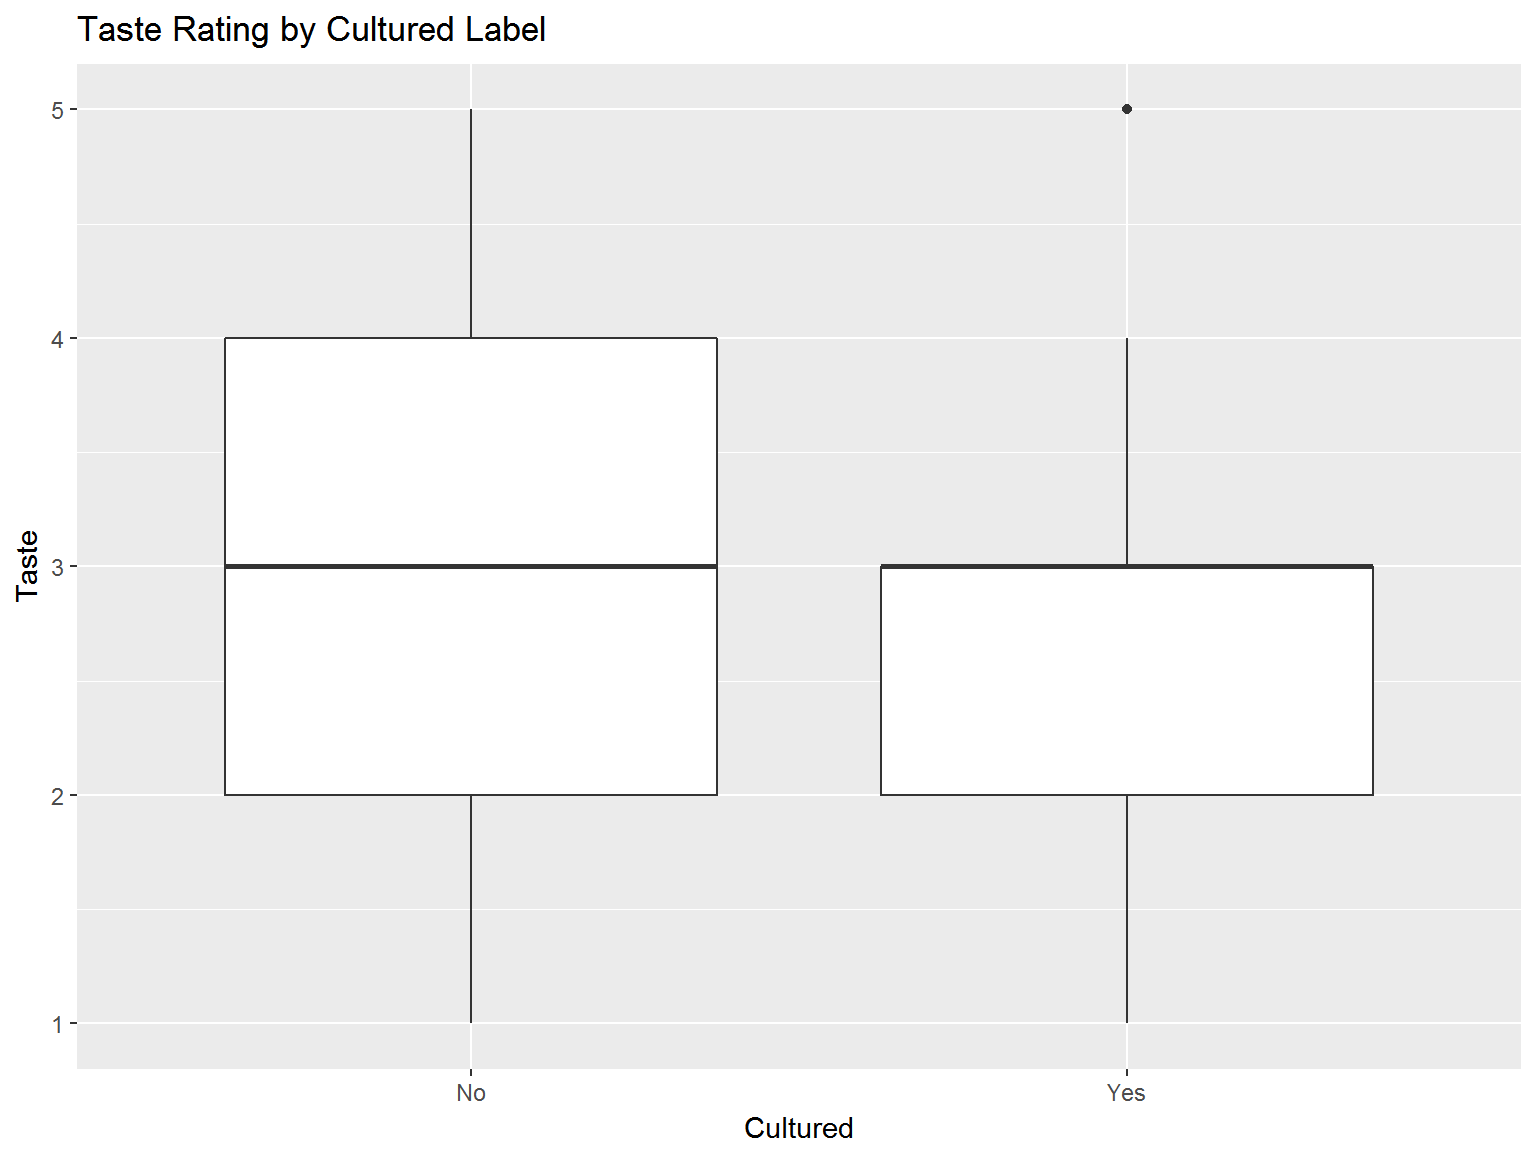 Taste Rating by Cultured Label
5
4
3
2
1
Taste
No
Yes
Cultured